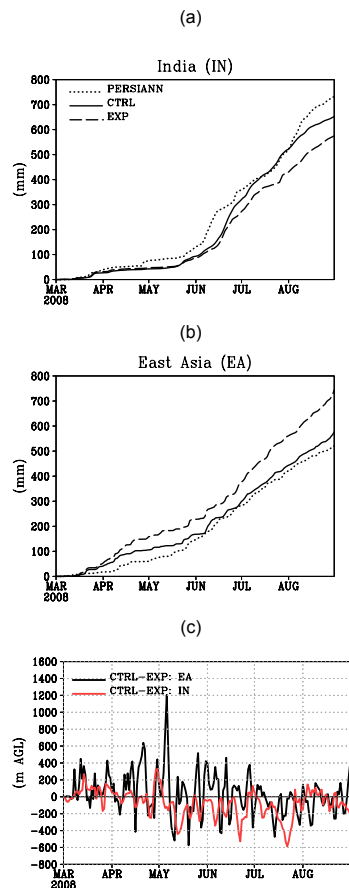 (a)
India (IN)
800
700
600
500
400
300
200
100
0
(mm)
PERSIANN
CTRL
EXP
MAR APR MAY JUN JUL AUG
2008
(b)
East Asia (EA)
800
700
600
500
400
300
200
100
0
(mm)
MAR APR MAY JUN JUL AUG
2008
(c)
1600
1400
1200
1000
800
600
400
200
0
-200
-400
-600
-800
(m AGL)
CTRL-EXP: EA
CTRL-EXP: IN
MAR APR MAY JUN JUL AUG
2008